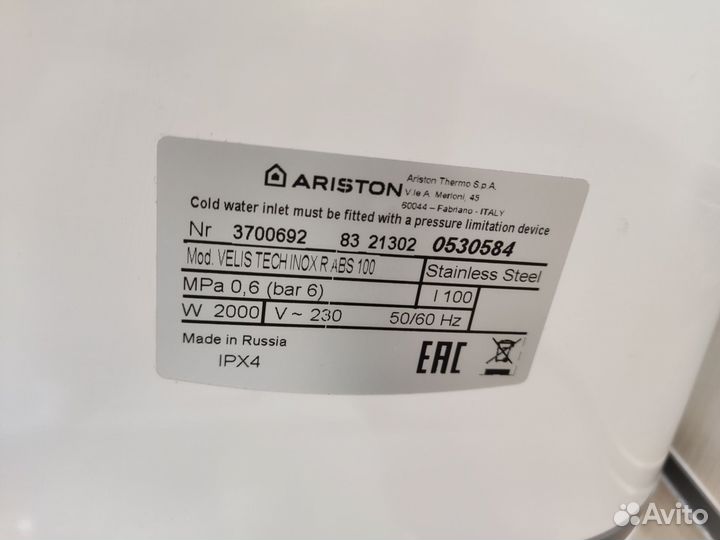 ARISTON
Ariston Thermo S.p.A.
V.le A. Merloni, 45
60044 – Fabriano - ITALY
Cold water inlet must be fitted with a pressure limitation device
Nr 3700692 83 21302 0530584
Mod. VELIS TECH INOX R ABS 100 Stainless Steel
MPa 0,6 (bar 6) l 100
W 2000 V ~ 230 50/60 Hz
Made in Russia
IPX4
EAC
Avito